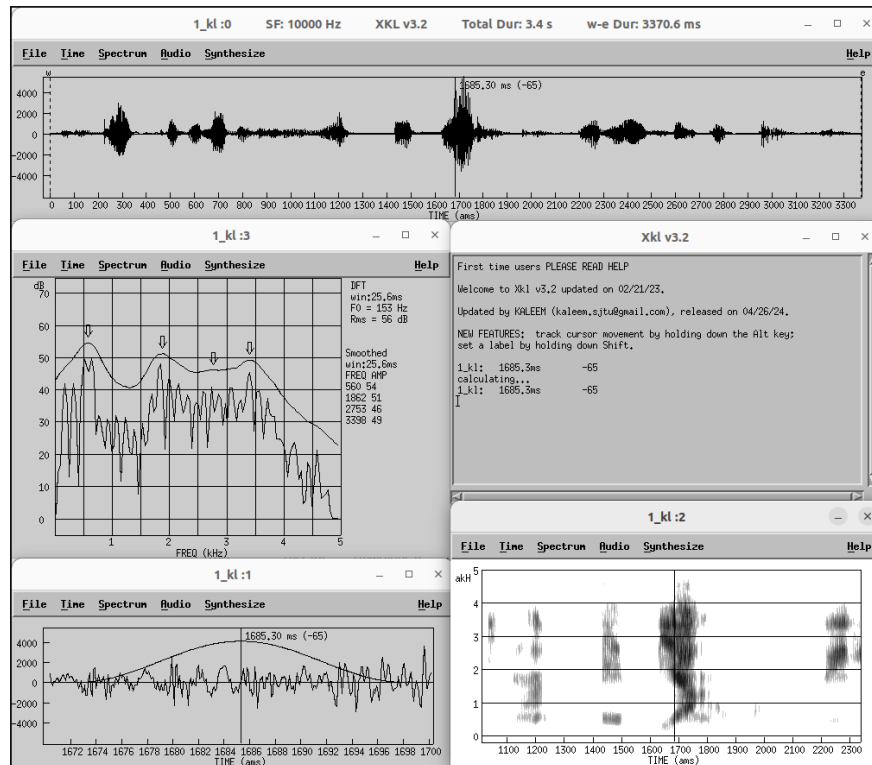 1_kl :0 SF: 10000 Hz XKL v3.2 Total Dur: 3.4 s w-e Dur: 3370.6 ms
File Time Spectrum Audio Synthesize Help
w e
1685.30 ms (-65)
4000
2000
0
-2000
-4000
0 100 200 300 400 500 600 700 800 900 1000 1100 1200 1300 1400 1500 1600 1700 1800 1900 2000 2100 2200 2300 2400 2500 2600 2700 2800 2900 3000 3100 3200 3300
TIME (ams)
1_kl :3
File Time Spectrum Audio Synthesize Help
dB
70
60
50
40
30
20
10
0
1 2 3 4 5
FREQ (kHz)
DFT
win:25.6ms
F0 = 153 Hz
Rms = 56 dB
Smoothed
win:25.6ms
FREQ AMP
560 54
1862 51
2753 46
3398 49
Xkl v3.2
First time users PLEASE READ HELP
Welcome to Xkl v3.2 updated on 02/21/23.
Updated by KALEEM (kaleem.sjtu@gmail.com), released on 04/26/24.
NEW FEATURES: track cursor movement by holding down the Alt key;
set a label by holding down Shift.
1_kl: 1685.3ms -65
calculating...
1_kl: 1685.3ms -65
1_kl :1
File Time Spectrum Audio Synthesize Help
1685.30 ms (-65)
4000
2000
0
-2000
-4000
1672 1674 1676 1678 1680 1682 1684 1686 1688 1690 1692 1694 1696 1698 1700
TIME (ams)
1_kl :2
File Time Spectrum Audio Synthesize Help
akH
5
4
3
2
1
0
1100 1200 1300 1400 1500 1600 1700 1800 1900 2000 2100 2200 2300
TIME (ams)